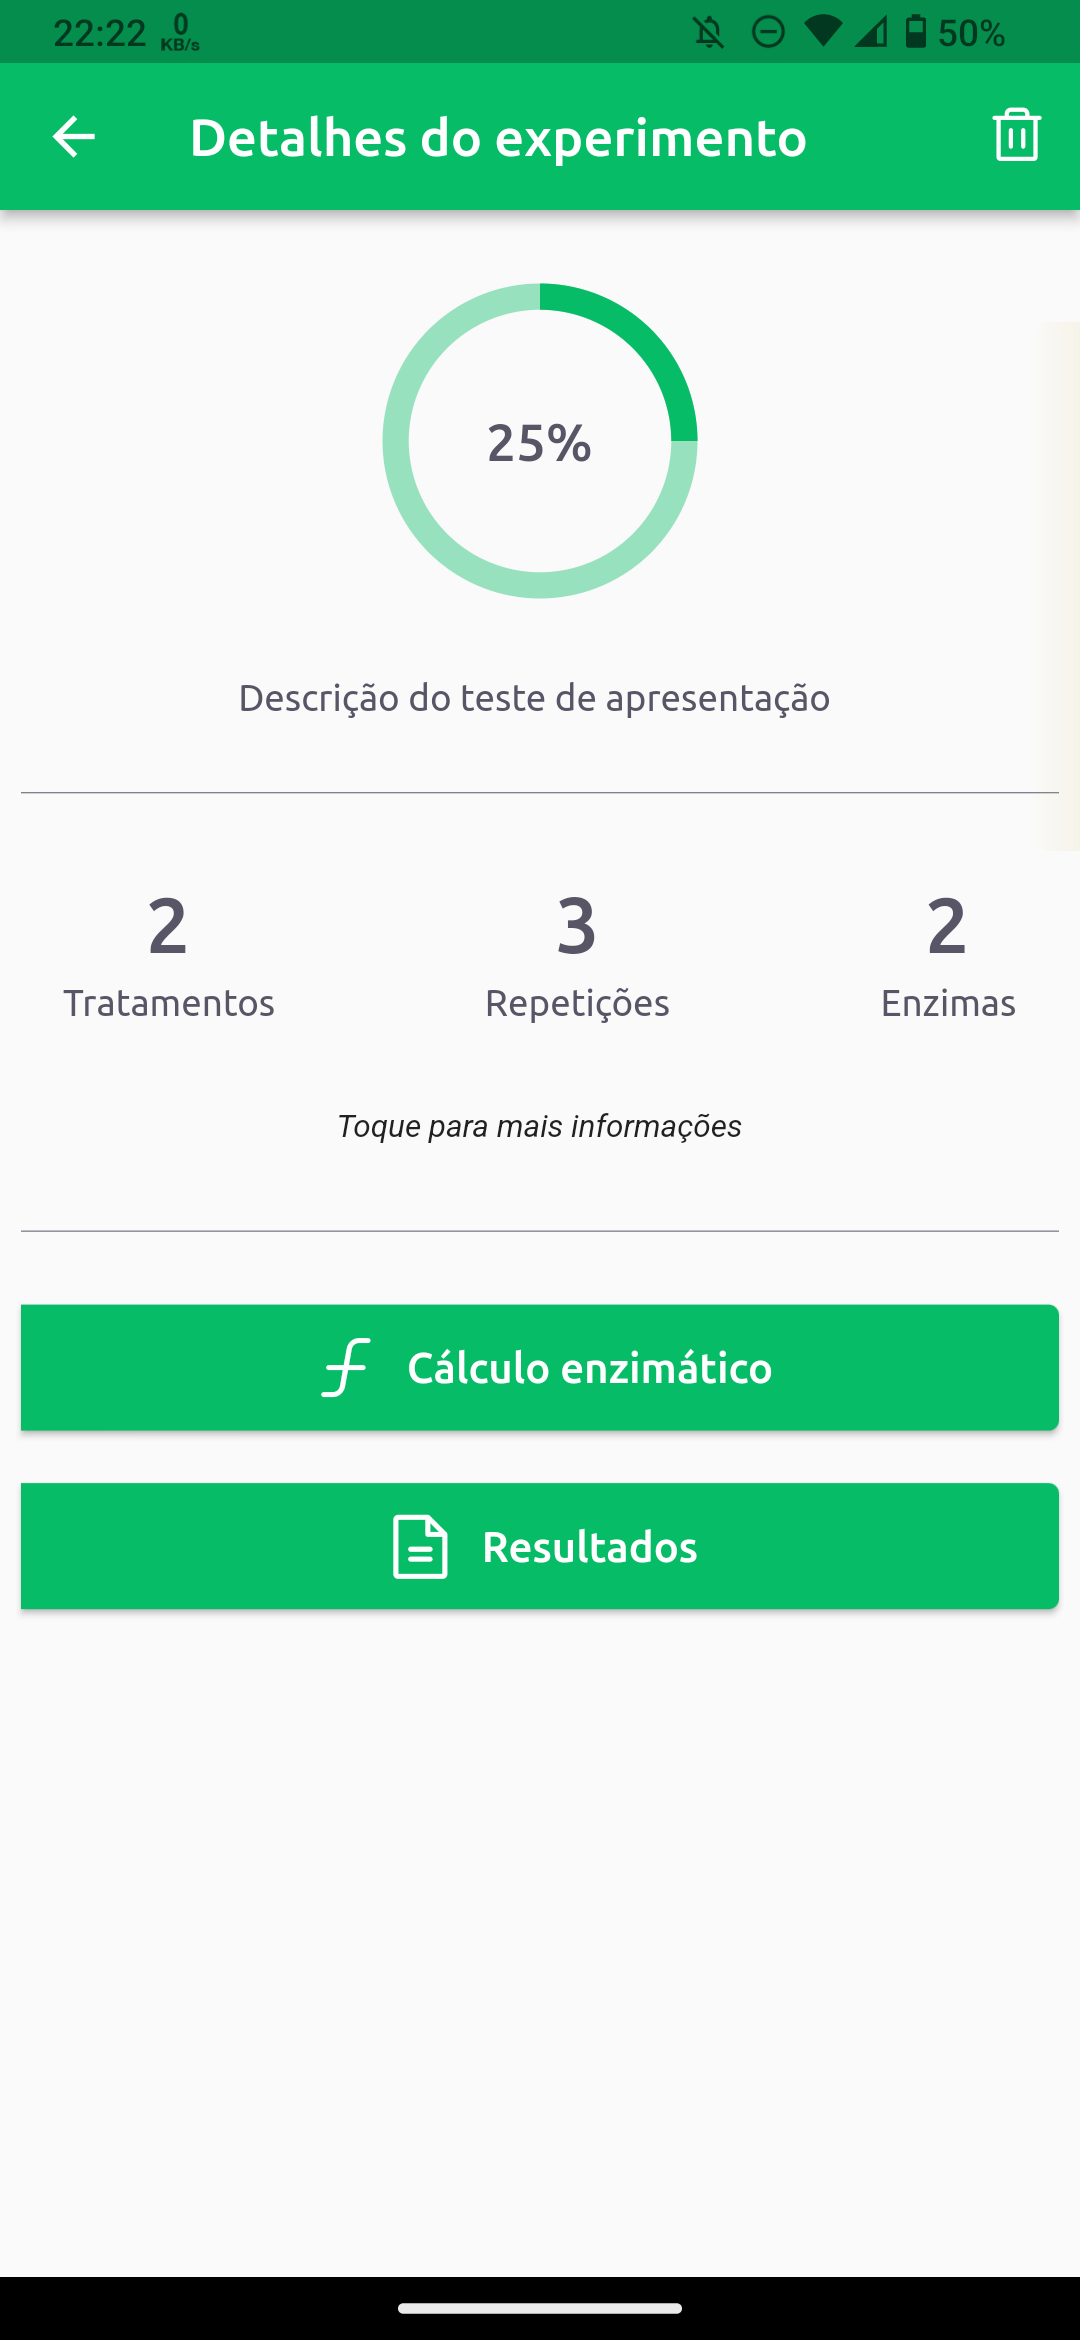 22:22 0 KB/s 50%
Detalhes do experimento
25%
Descrição do teste de apresentação
2 3 2
Tratamentos Repetições Enzimas
Toque para mais informações
Cálculo enzimático
Resultados